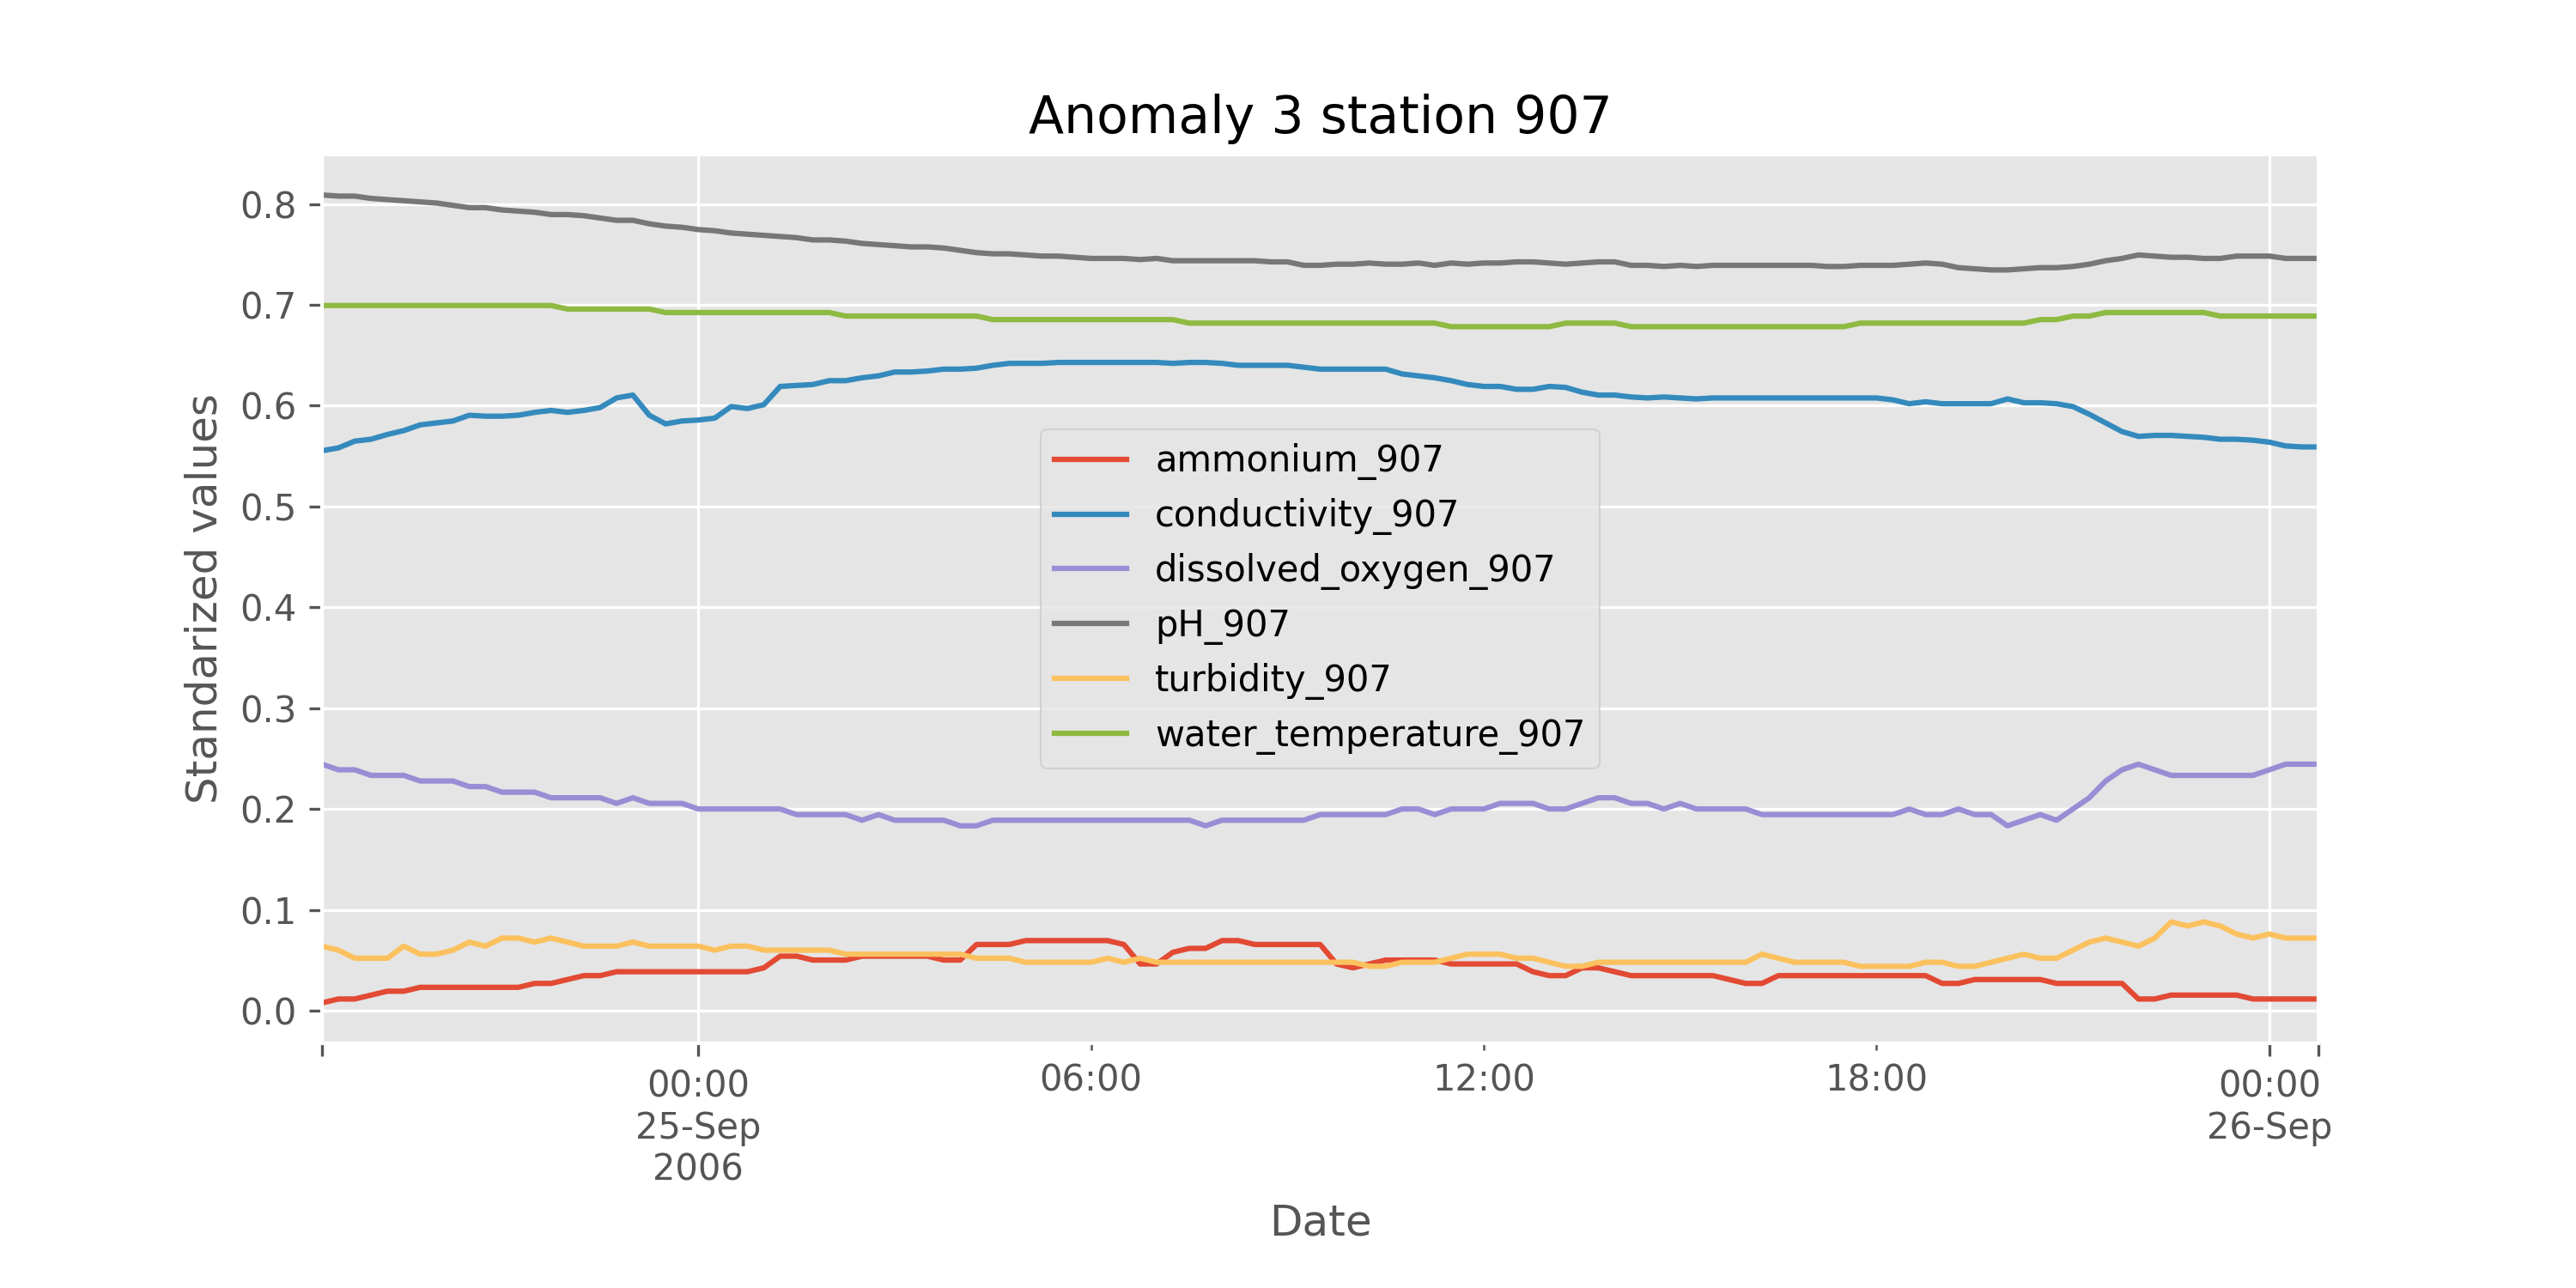 Anomaly 3 station 907
Standarized values
0.8
0.7
0.6
0.5
0.4
0.3
0.2
0.1
0.0
ammonium_907
conductivity_907
dissolved_oxygen_907
pH_907
turbidity_907
water_temperature_907
00:00
25-Sep
2006
06:00
12:00
18:00
00:00
26-Sep
Date